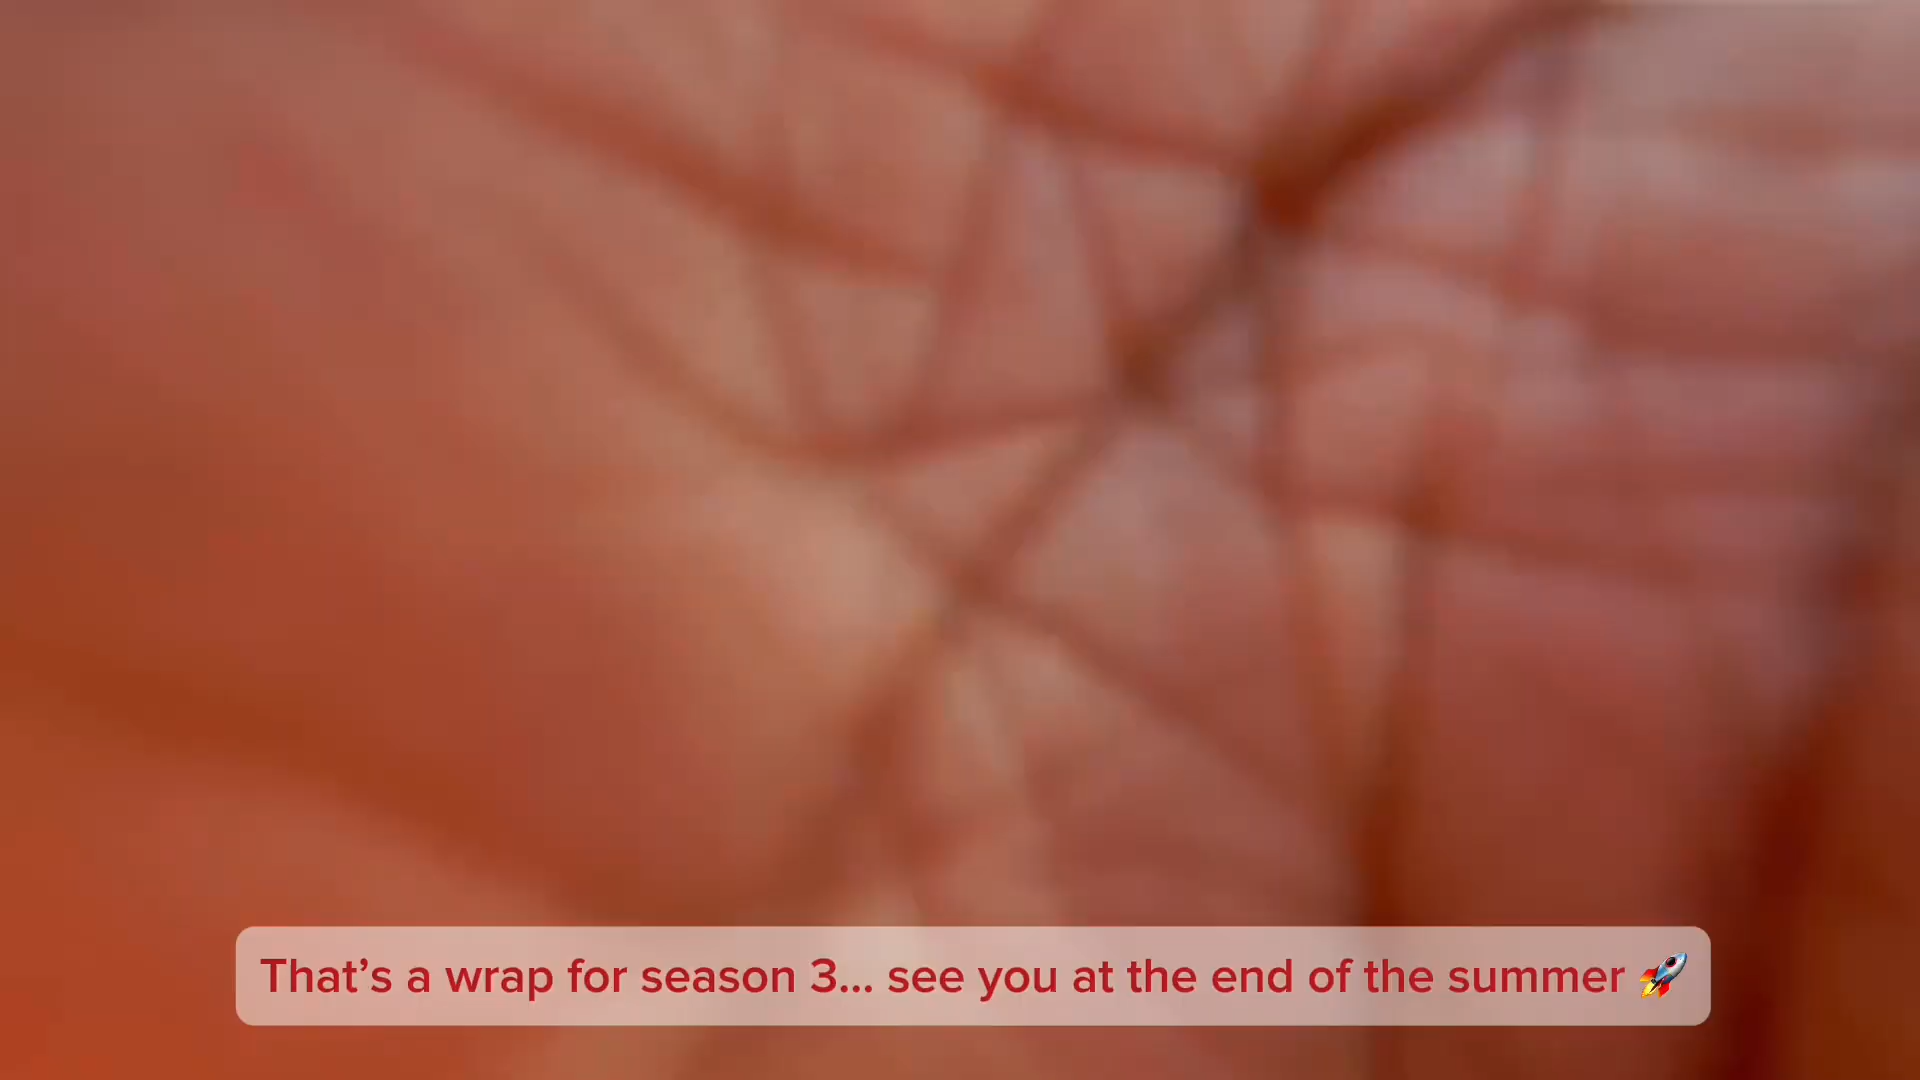 That’s a wrap for season 3... see you at the end of the summer 🚀